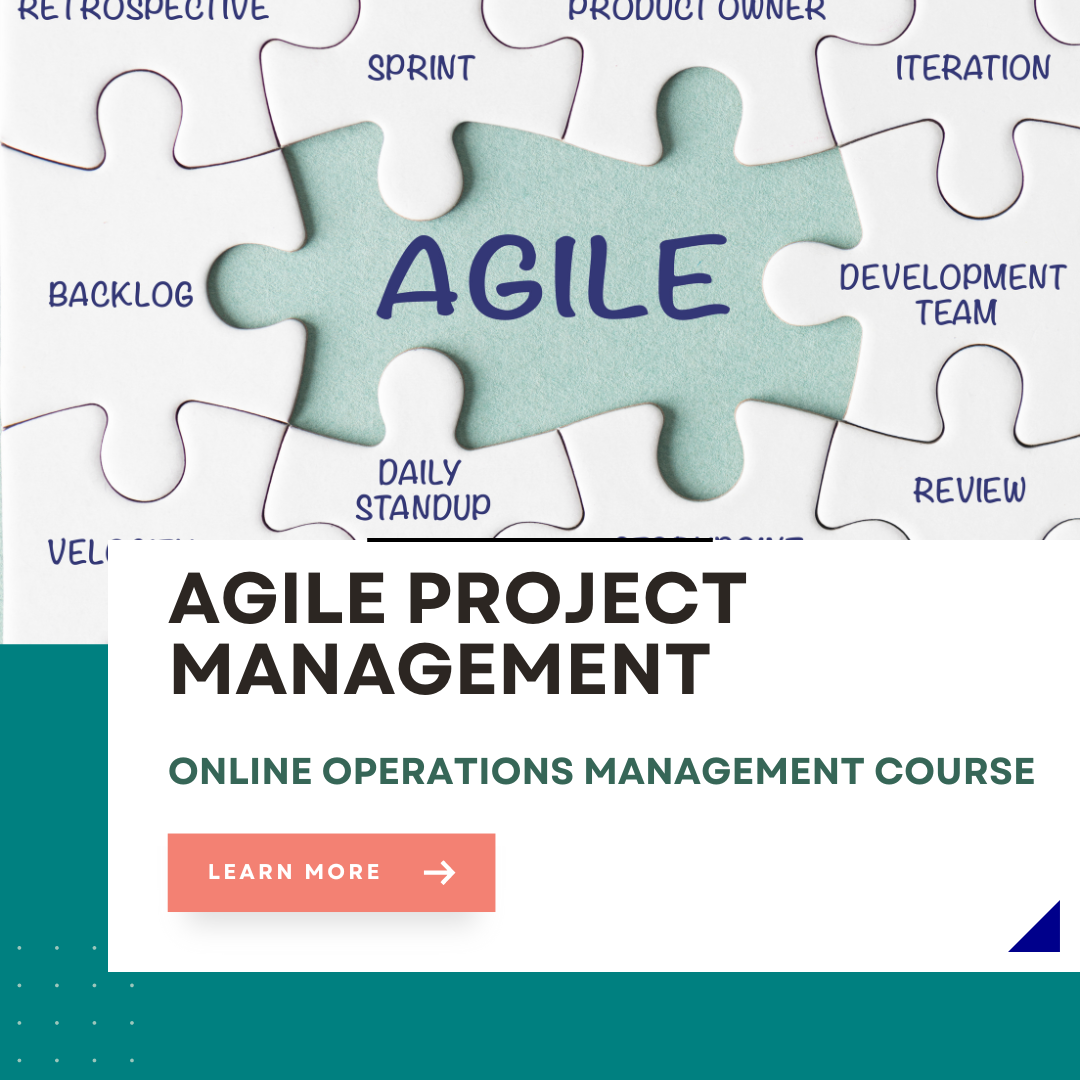 RETROSPECTIVE
PRODUCT OWNER
SPRINT
ITERATION
AGILE
BACKLOG
DEVELOPMENT
TEAM
DAILY
STANDUP
REVIEW
VELOCITY
AGILE PROJECT
MANAGEMENT
ONLINE OPERATIONS MANAGEMENT COURSE
LEARN MORE